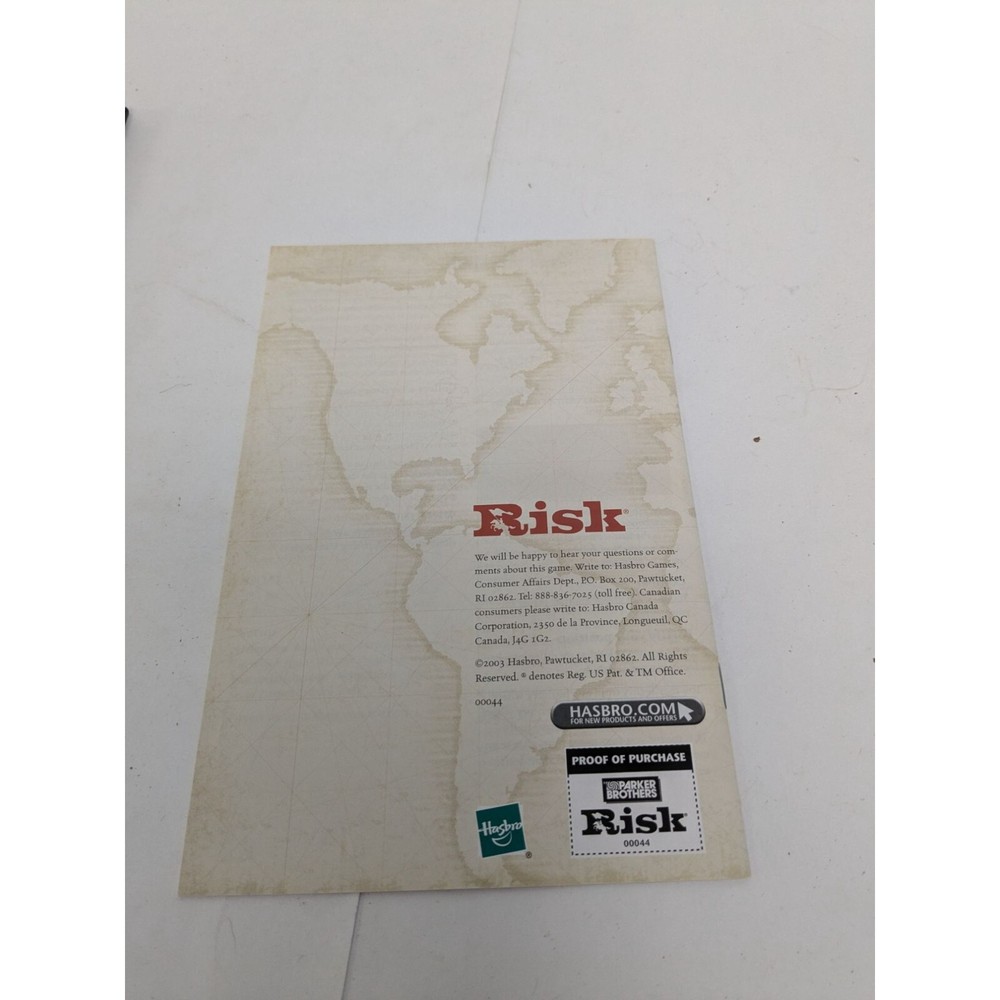 Risk®
We will be happy to hear your questions or com-
ments about this game. Write to: Hasbro Games,
Consumer Affairs Dept., P.O. Box 200, Pawtucket,
RI 02862. Tel: 888-836-7025 (toll free). Canadian
consumers please write to: Hasbro Canada
Corporation, 2350 de la Province, Longueuil, QC
Canada, J4G 1G2.
©2003 Hasbro, Pawtucket, RI 02862. All Rights
Reserved. ® denotes Reg. US Pat. & TM Office.
00044
HASBRO.COM
FOR NEW PRODUCTS AND OFFERS
PROOF OF PURCHASE
PARKER
BROTHERS
Risk®
00044
Hasbro
®